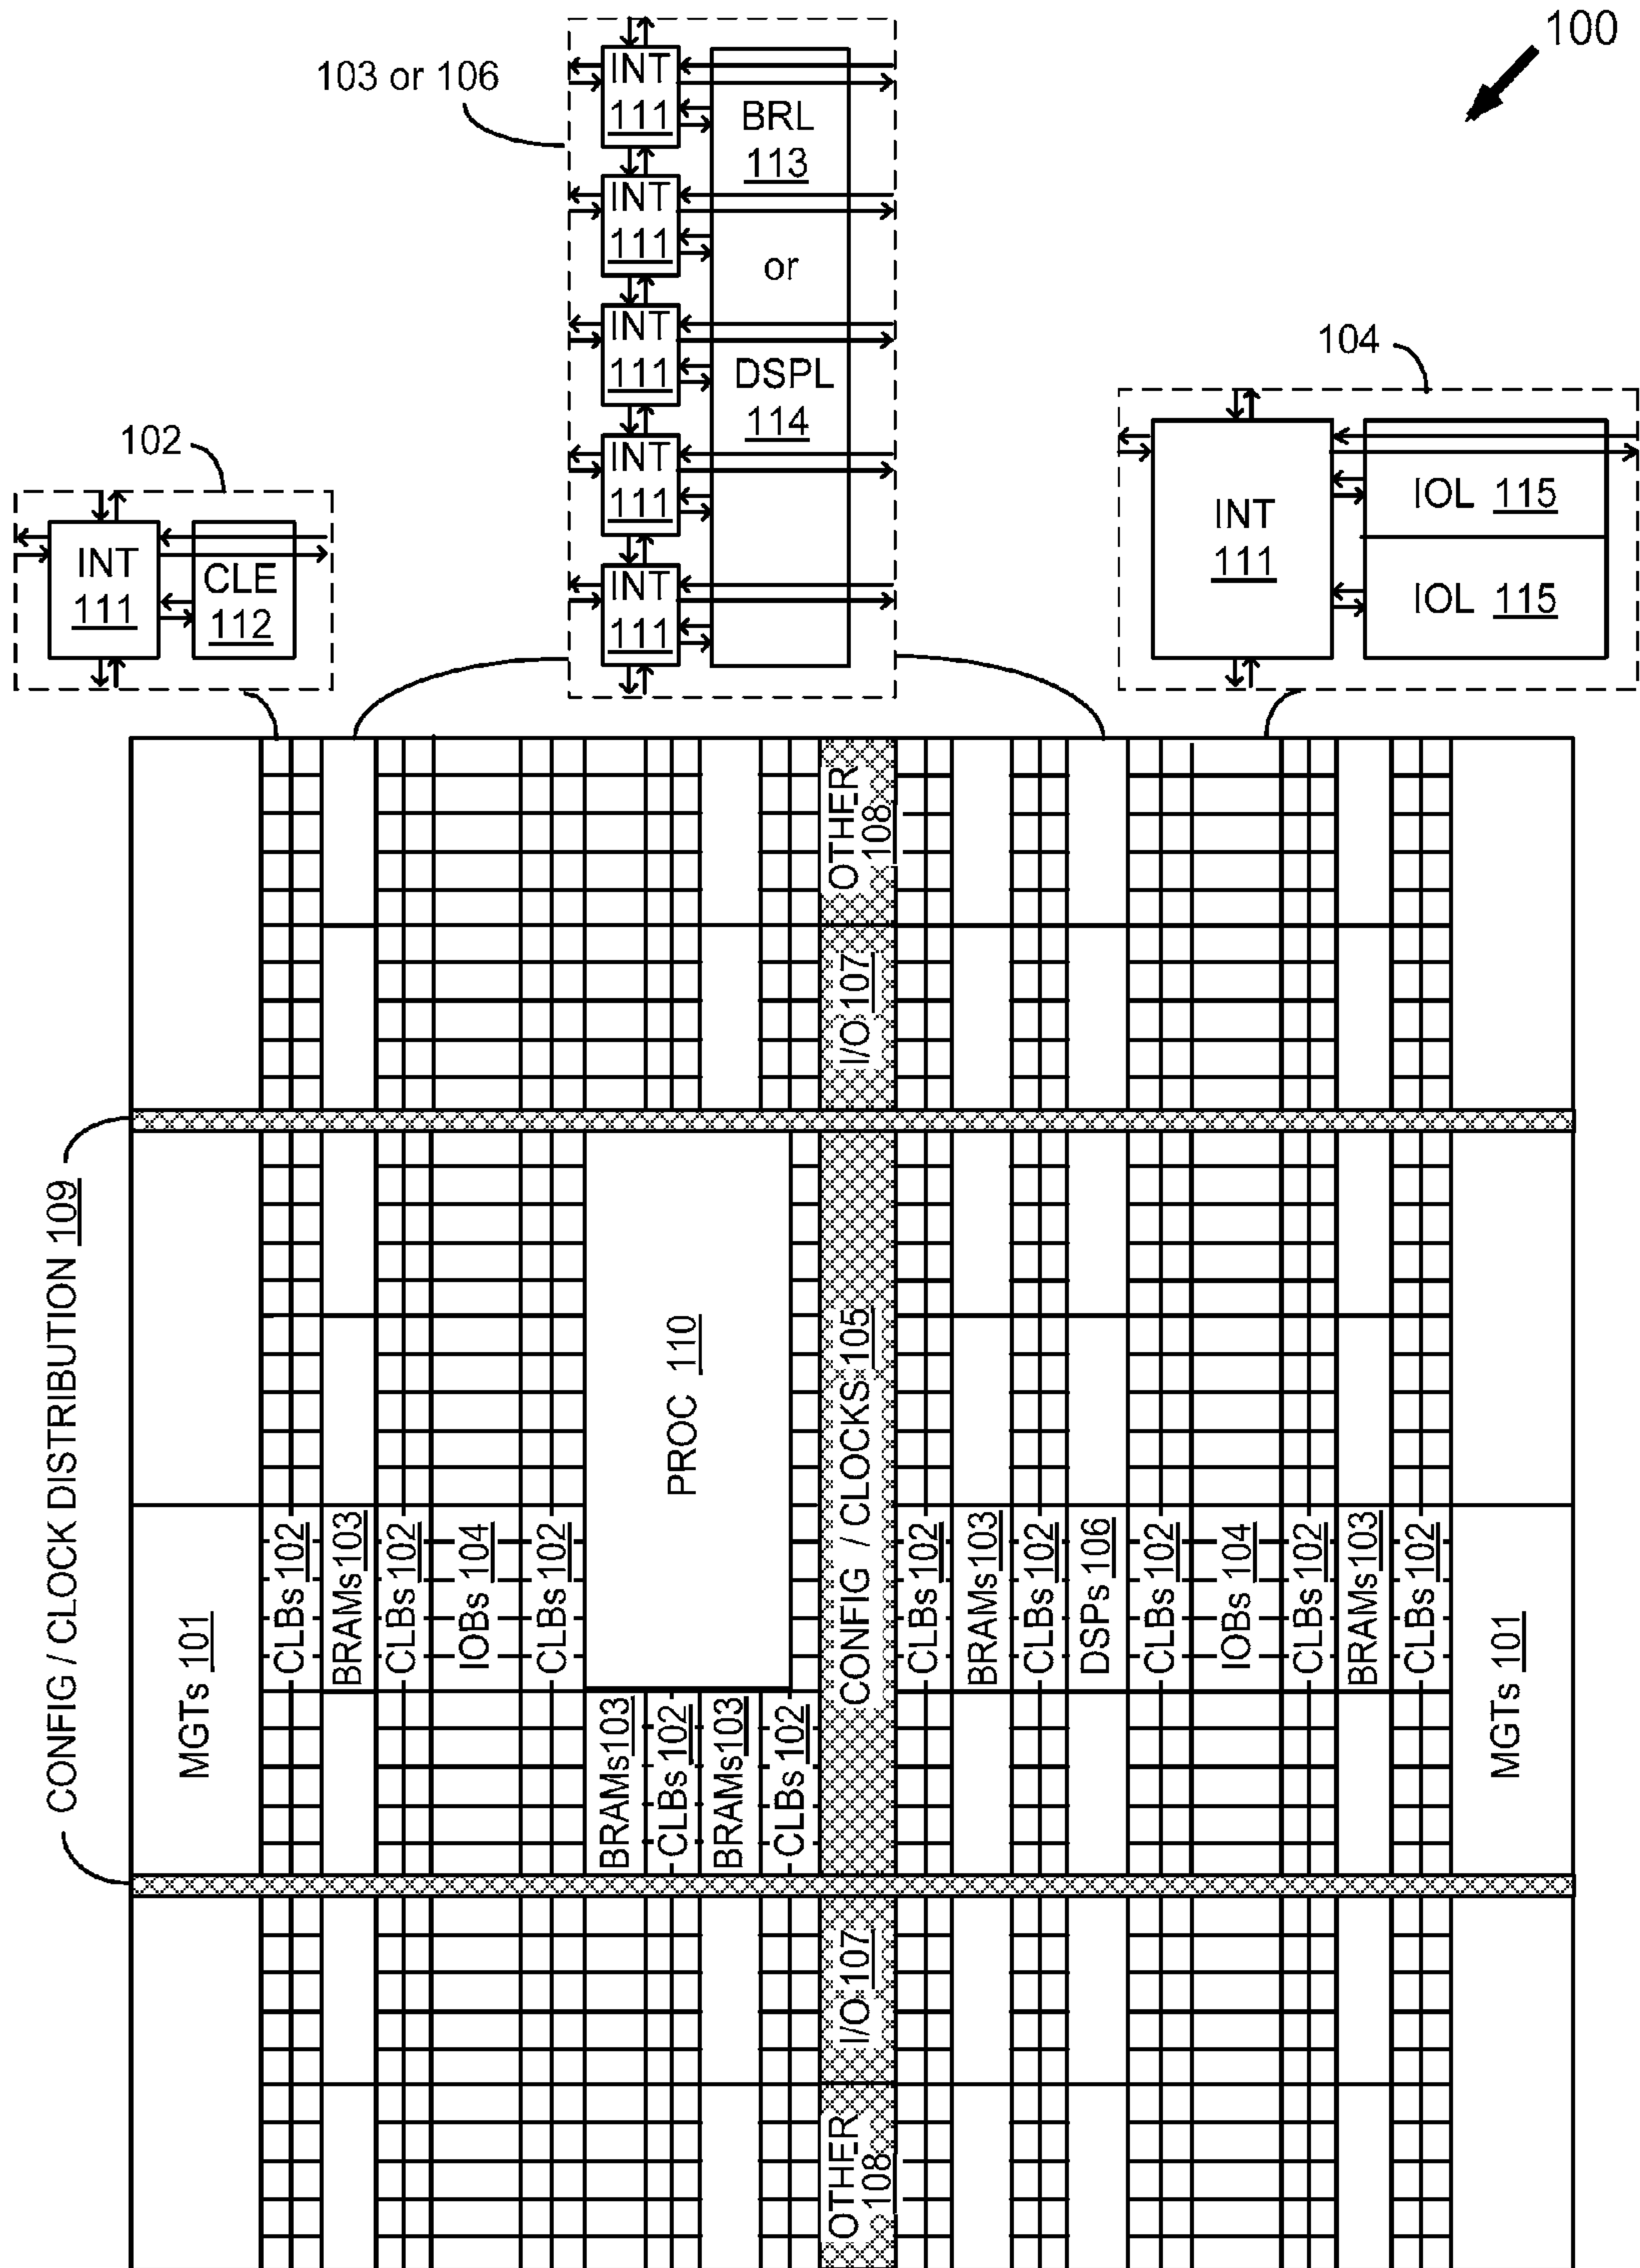 100
103 or 106
INT
111
INT
111
INT
111
INT
111
INT
111
BRL
113
or
DSPL
114
104
INT
111
IOL 115
IOL 115
102
INT
111
CLE
112
OTHER
108
I/O 107
CONFIG / CLOCK DISTRIBUTION 109
PROC 110
CONFIG / CLOCKS 105
MGTs 101
CLBs 102
BRAMs 103
CLBs 102
IOBs 104
CLBs 102
BRAMs 103
CLBs 102
BRAMs 103
CLBs 102
CLBs 102
BRAMs 103
CLBs 102
DSPs 106
CLBs 102
IOBs 104
CLBs 102
BRAMs 103
CLBs 102
MGTs 101
I/O 107
OTHER
108